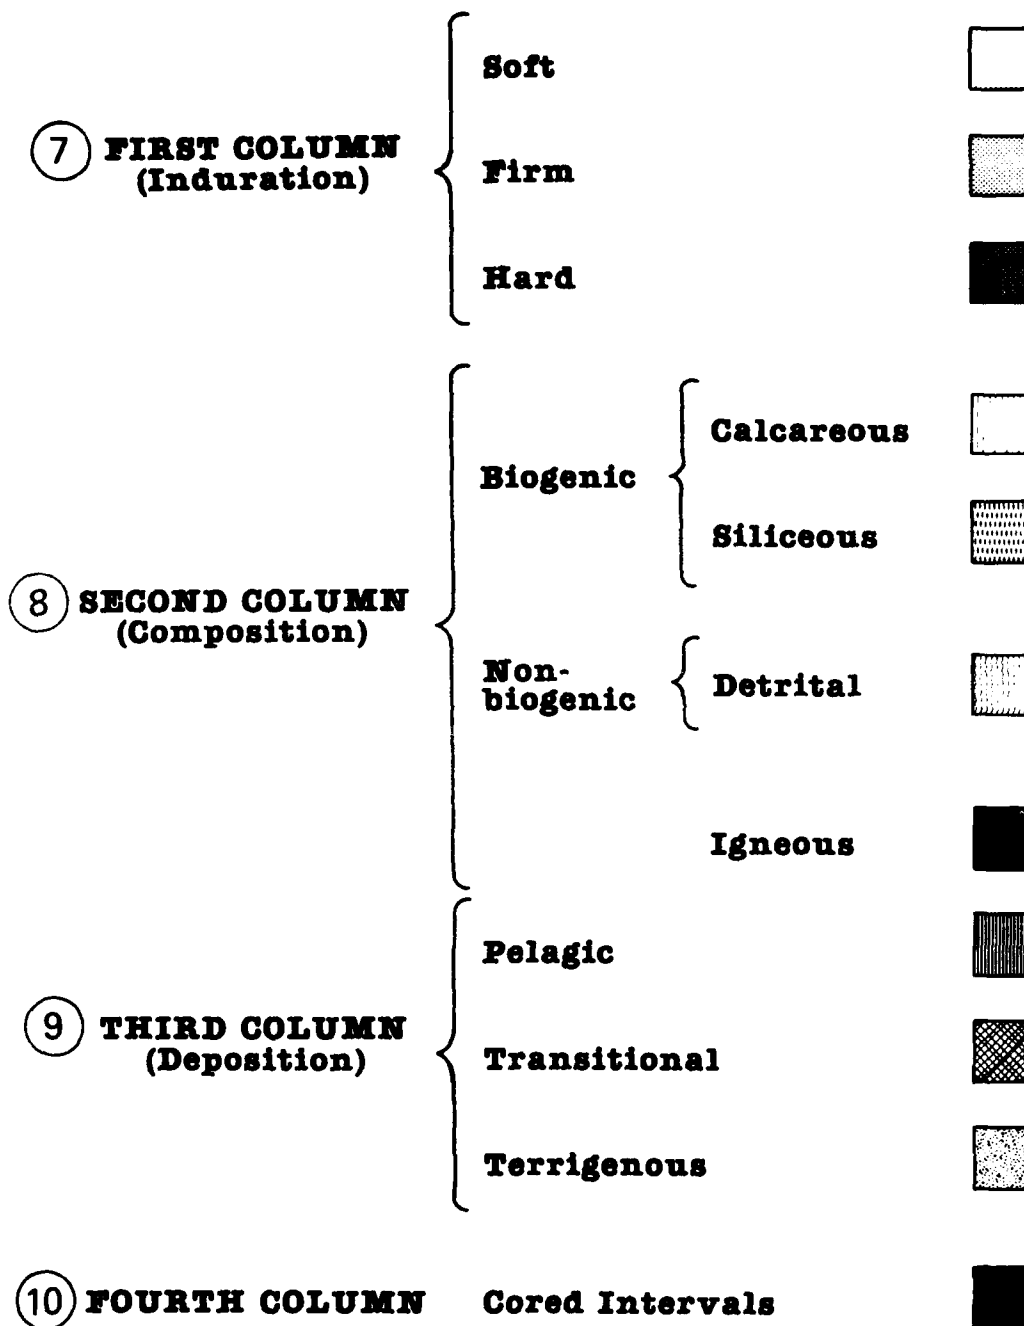 Soft
7 FIRST COLUMN
(Induration)
Firm
Hard
Calcareous
Biogenic
Siliceous
8 SECOND COLUMN
(Composition)
Non-
biogenic
Detrital
Igneous
Pelagic
9 THIRD COLUMN
(Deposition)
Transitional
Terrigenous
10 FOURTH COLUMN Cored Intervals